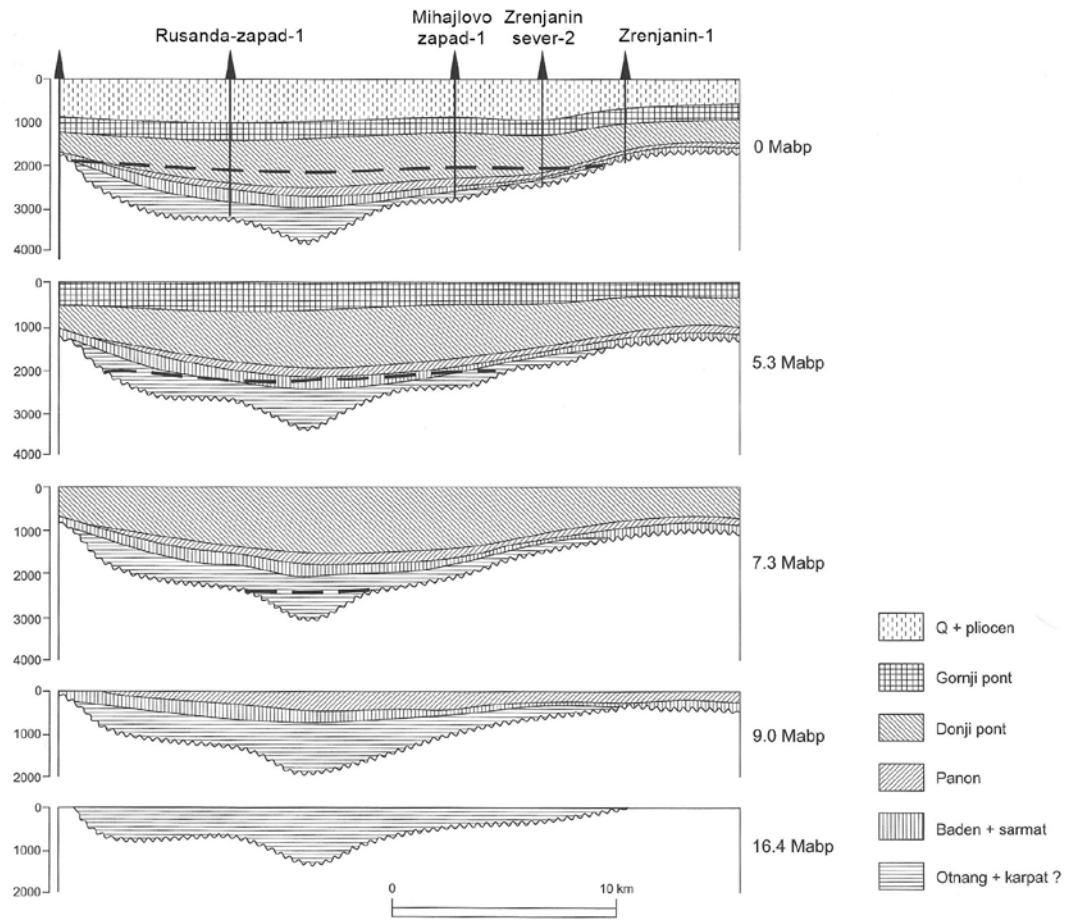 Rusanda-zapad-1
Mihajlovo
zapad-1
Zrenjanin
sever-2
Zrenjanin-1
0
1000
2000
3000
4000
0 Mabp
0
1000
2000
3000
4000
5.3 Mabp
0
1000
2000
3000
4000
7.3 Mabp
0
1000
2000
9.0 Mabp
0
1000
2000
16.4 Mabp
0
10 km
Q + pliocen
Gornji pont
Donji pont
Panon
Baden + sarmat
Otnang + karpat ?